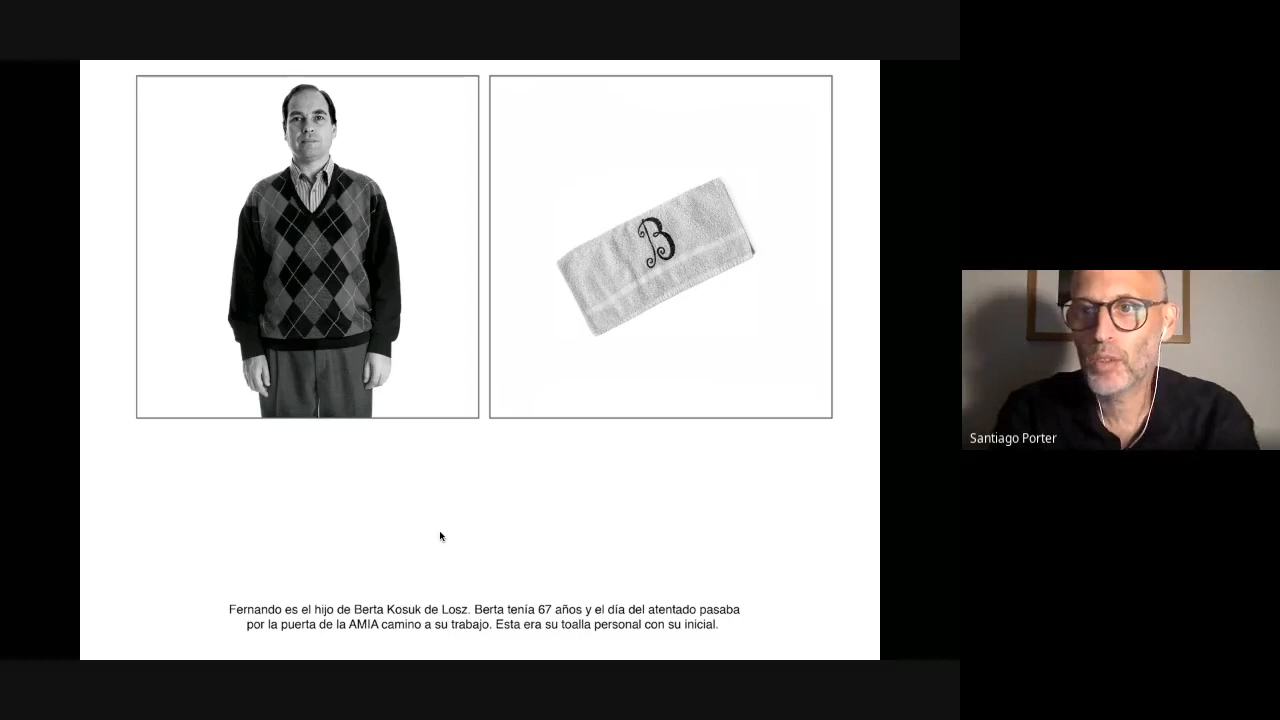 B
Fernando es el hijo de Berta Kosuk de Losz. Berta tenía 67 años y el día del atentado pasaba
por la puerta de la AMIA camino a su trabajo. Esta era su toalla personal con su inicial.
Santiago Porter